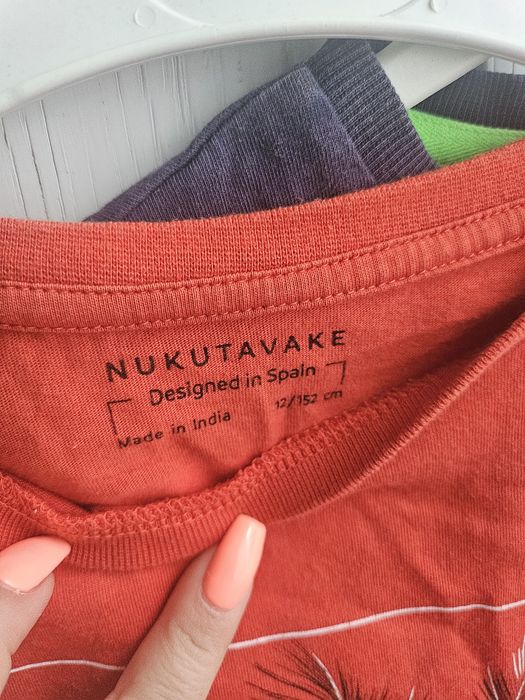 NUKUTAVAKE
Designed in Spain
Made in India 12/152 cm